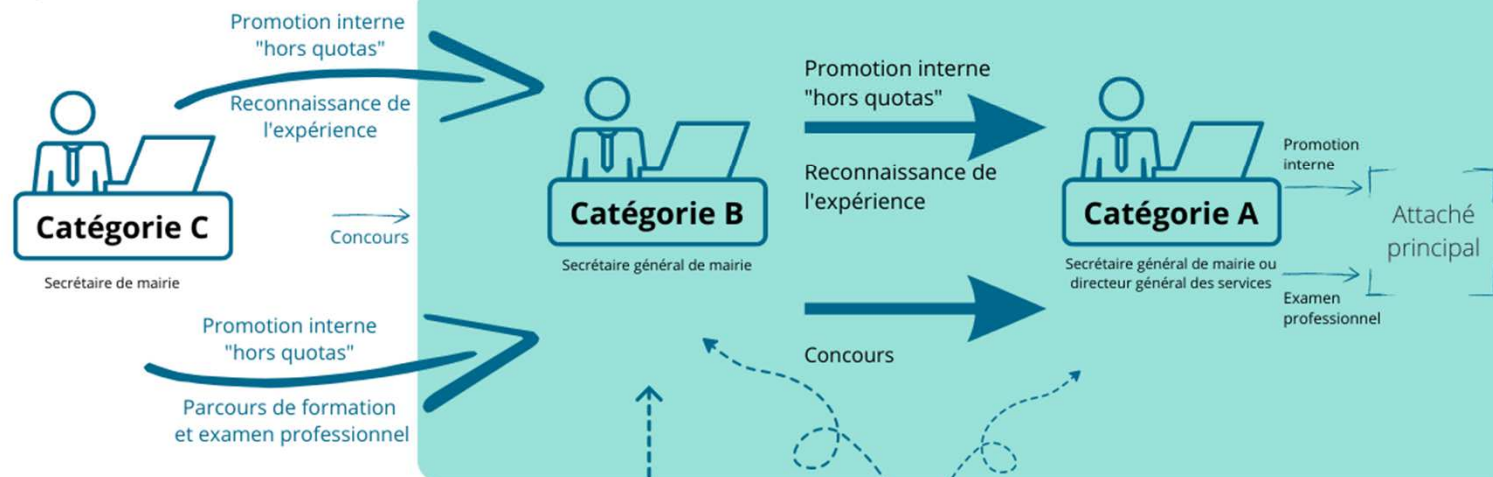 Promotion interne
"hors quotas"
Reconnaissance de
l'expérience
Catégorie C
Secrétaire de mairie
Concours
Promotion interne
"hors quotas"
Parcours de formation
et examen professionnel
Catégorie B
Secrétaire général de mairie
Promotion interne
"hors quotas"
Reconnaissance de
l'expérience
Concours
Catégorie A
Secrétaire général de mairie ou
directeur général des services
Promotion
interne
Examen
professionnel
Attaché
principal